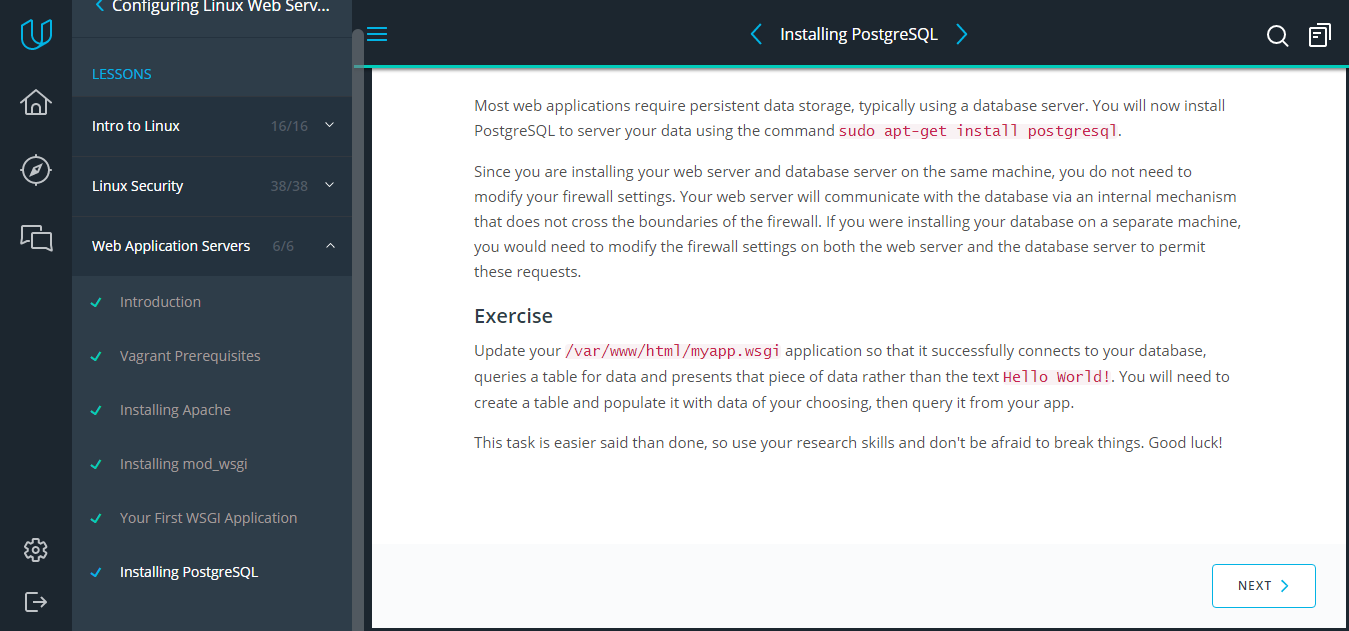 Configuring Linux Web Serv...
LESSONS
Intro to Linux 16/16
Linux Security 38/38
Web Application Servers 6/6
Introduction
Vagrant Prerequisites
Installing Apache
Installing mod_wsgi
Your First WSGI Application
Installing PostgreSQL
Installing PostgreSQL
Most web applications require persistent data storage, typically using a database server. You will now install
PostgreSQL to server your data using the command sudo apt-get install postgresql.
Since you are installing your web server and database server on the same machine, you do not need to
modify your firewall settings. Your web server will communicate with the database via an internal mechanism
that does not cross the boundaries of the firewall. If you were installing your database on a separate machine,
you would need to modify the firewall settings on both the web server and the database server to permit
these requests.
Exercise
Update your /var/www/html/myapp.wsgi application so that it successfully connects to your database,
queries a table for data and presents that piece of data rather than the text Hello World!. You will need to
create a table and populate it with data of your choosing, then query it from your app.
This task is easier said than done, so use your research skills and don't be afraid to break things. Good luck!
NEXT